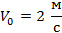 V₀ = 2 м/с